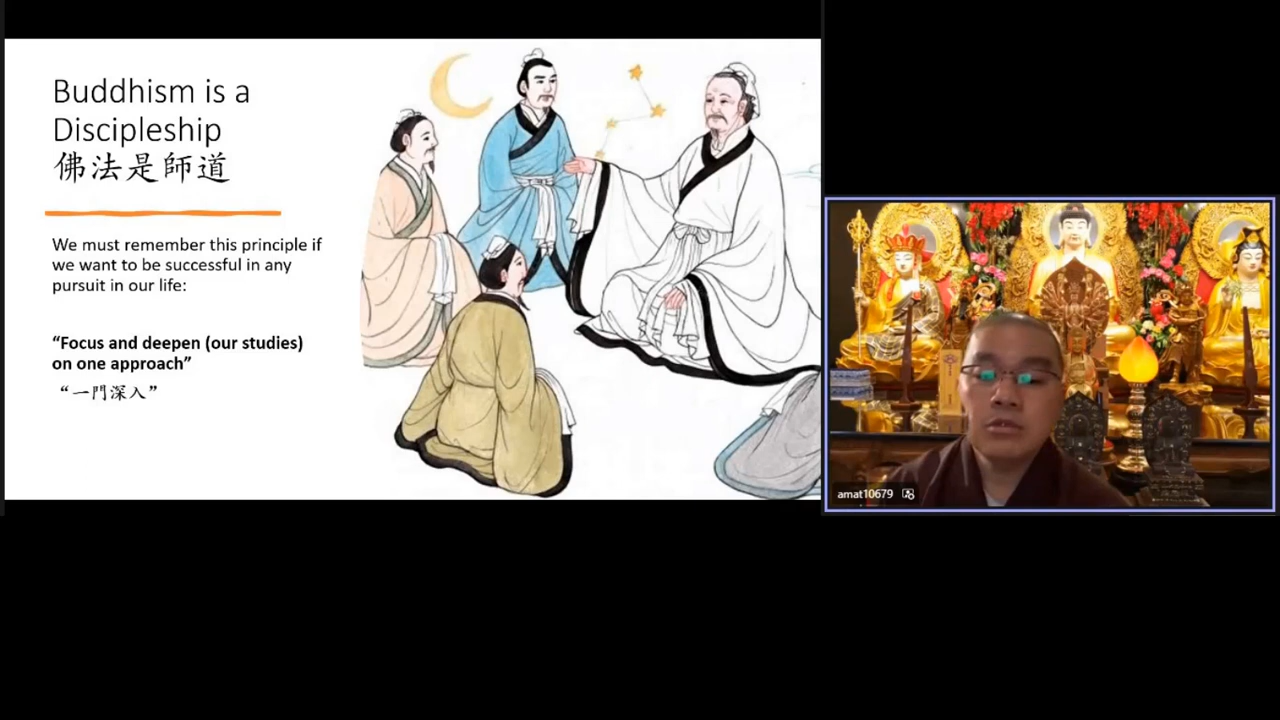 Buddhism is a
Discipleship
佛法是師道
We must remember this principle if
we want to be successful in any
pursuit in our life:
“Focus and deepen (our studies)
on one approach”
“一門深入”
amat10679